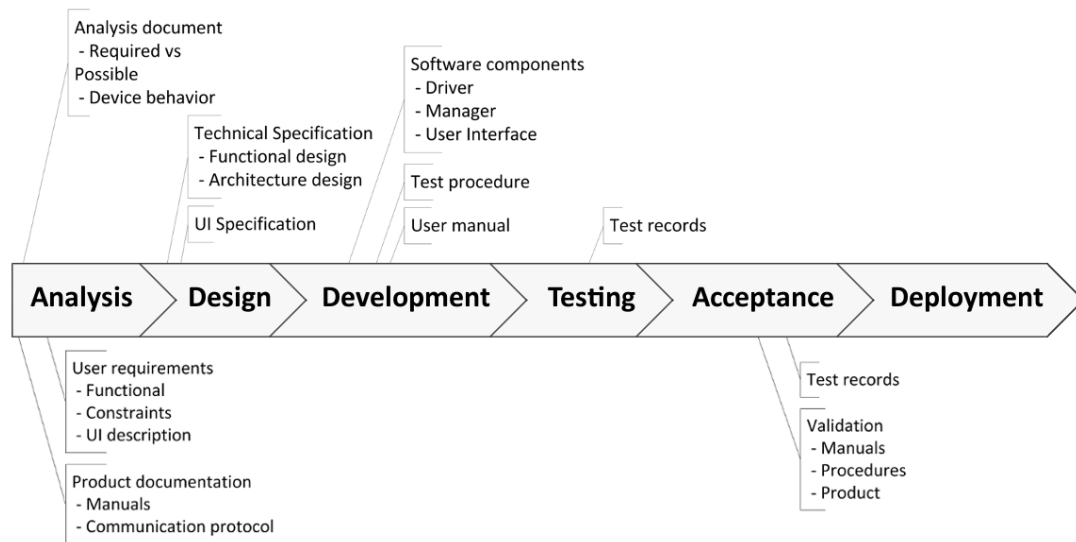 Analysis document
- Required vs
Possible
- Device behavior
Technical Specification
- Functional design
- Architecture design
UI Specification
Software components
- Driver
- Manager
- User Interface
Test procedure
User manual
Test records
Analysis
Design
Development
Testing
Acceptance
Deployment
User requirements
- Functional
- Constraints
- UI description
Product documentation
- Manuals
- Communication protocol
Test records
Validation
- Manuals
- Procedures
- Product